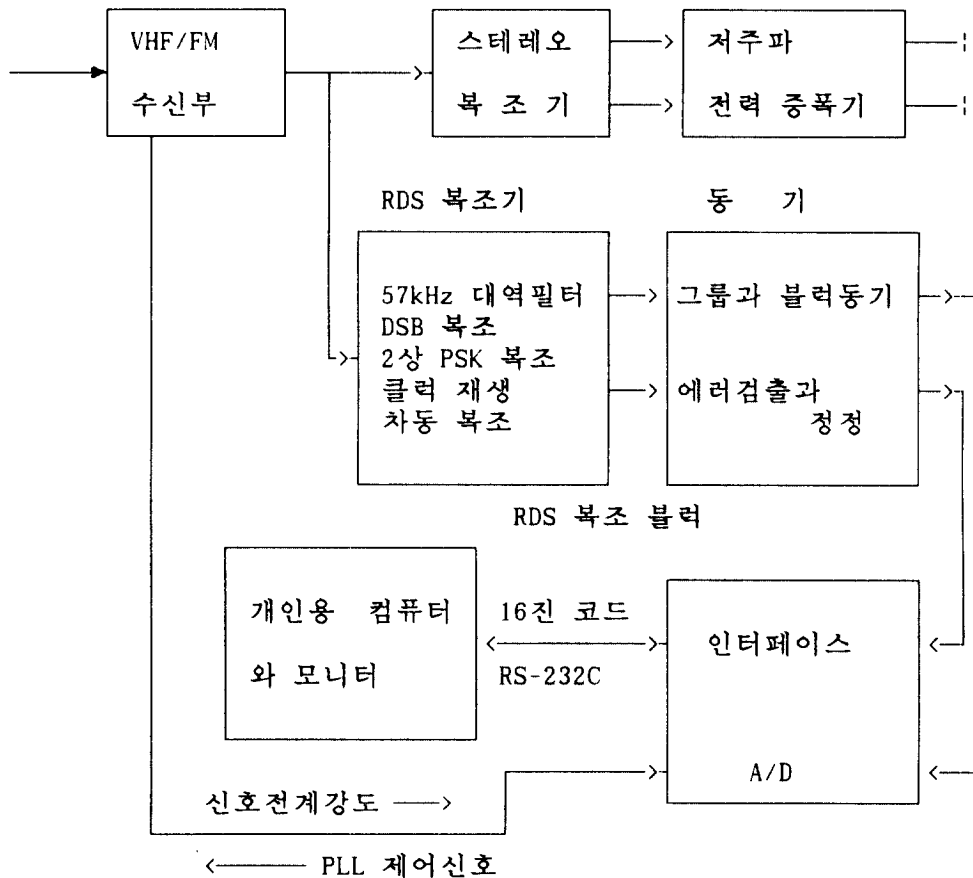 VHF/FM
수신부
스테레오
복 조 기
저주파
전력 증폭기
RDS 복조기
57kHz 대역필터
DSB 복조
2상 PSK 복조
클럭 재생
차동 복조
동 기
그룹과 블럭동기
에러검출과
정정
RDS 복조 블럭
개인용 컴퓨터
와 모니터
16진 코드
RS-232C
인터페이스
A/D
신호전계강도
PLL 제어신호